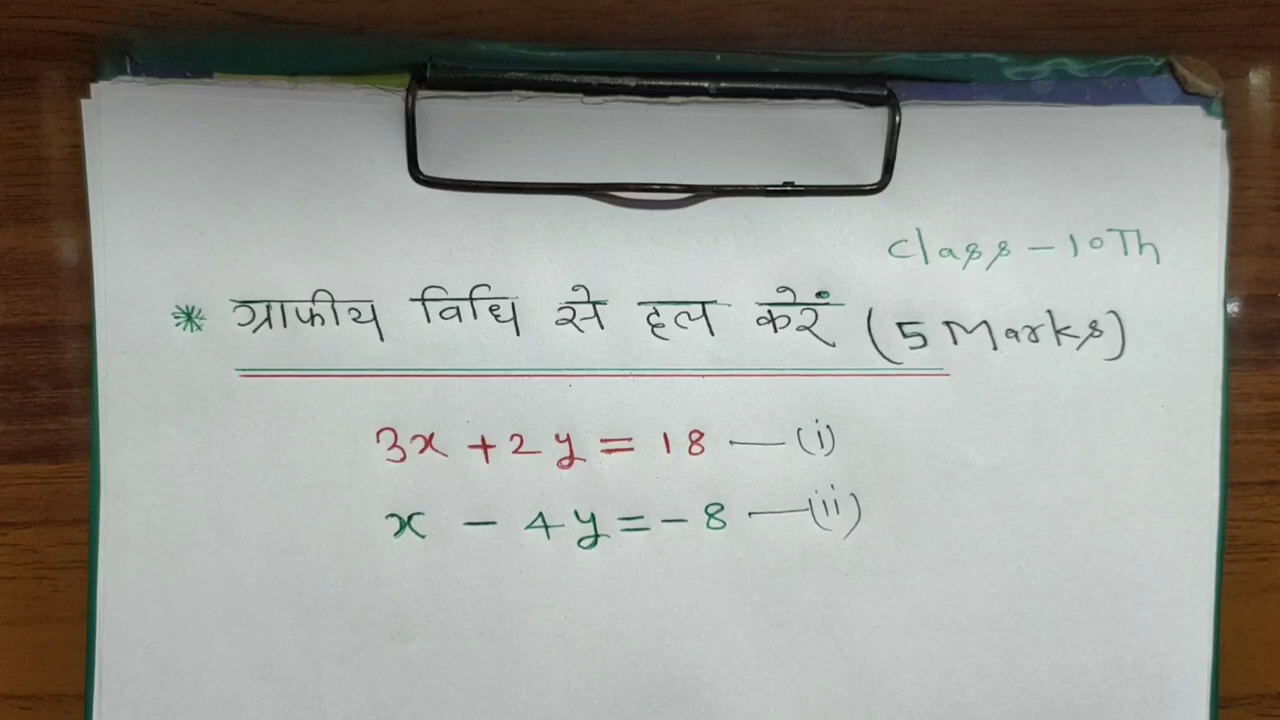 Class - 10Th
* ग्राफीय विधि से हल करें (5 Marks)
3x + 2y = 18 — (i)
x - 4y = - 8 — (ii)